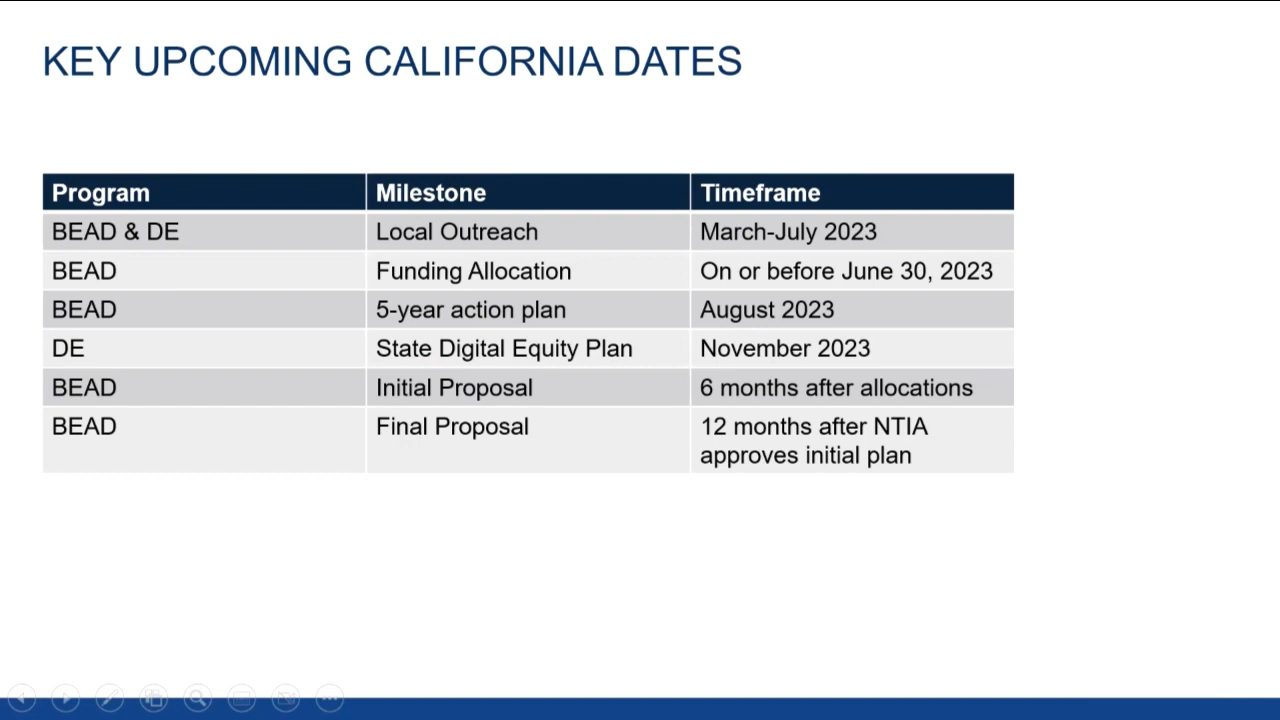 KEY UPCOMING CALIFORNIA DATES
Program Milestone Timeframe
BEAD & DE Local Outreach March-July 2023
BEAD Funding Allocation On or before June 30, 2023
BEAD 5-year action plan August 2023
DE State Digital Equity Plan November 2023
BEAD Initial Proposal 6 months after allocations
BEAD Final Proposal 12 months after NTIA
approves initial plan